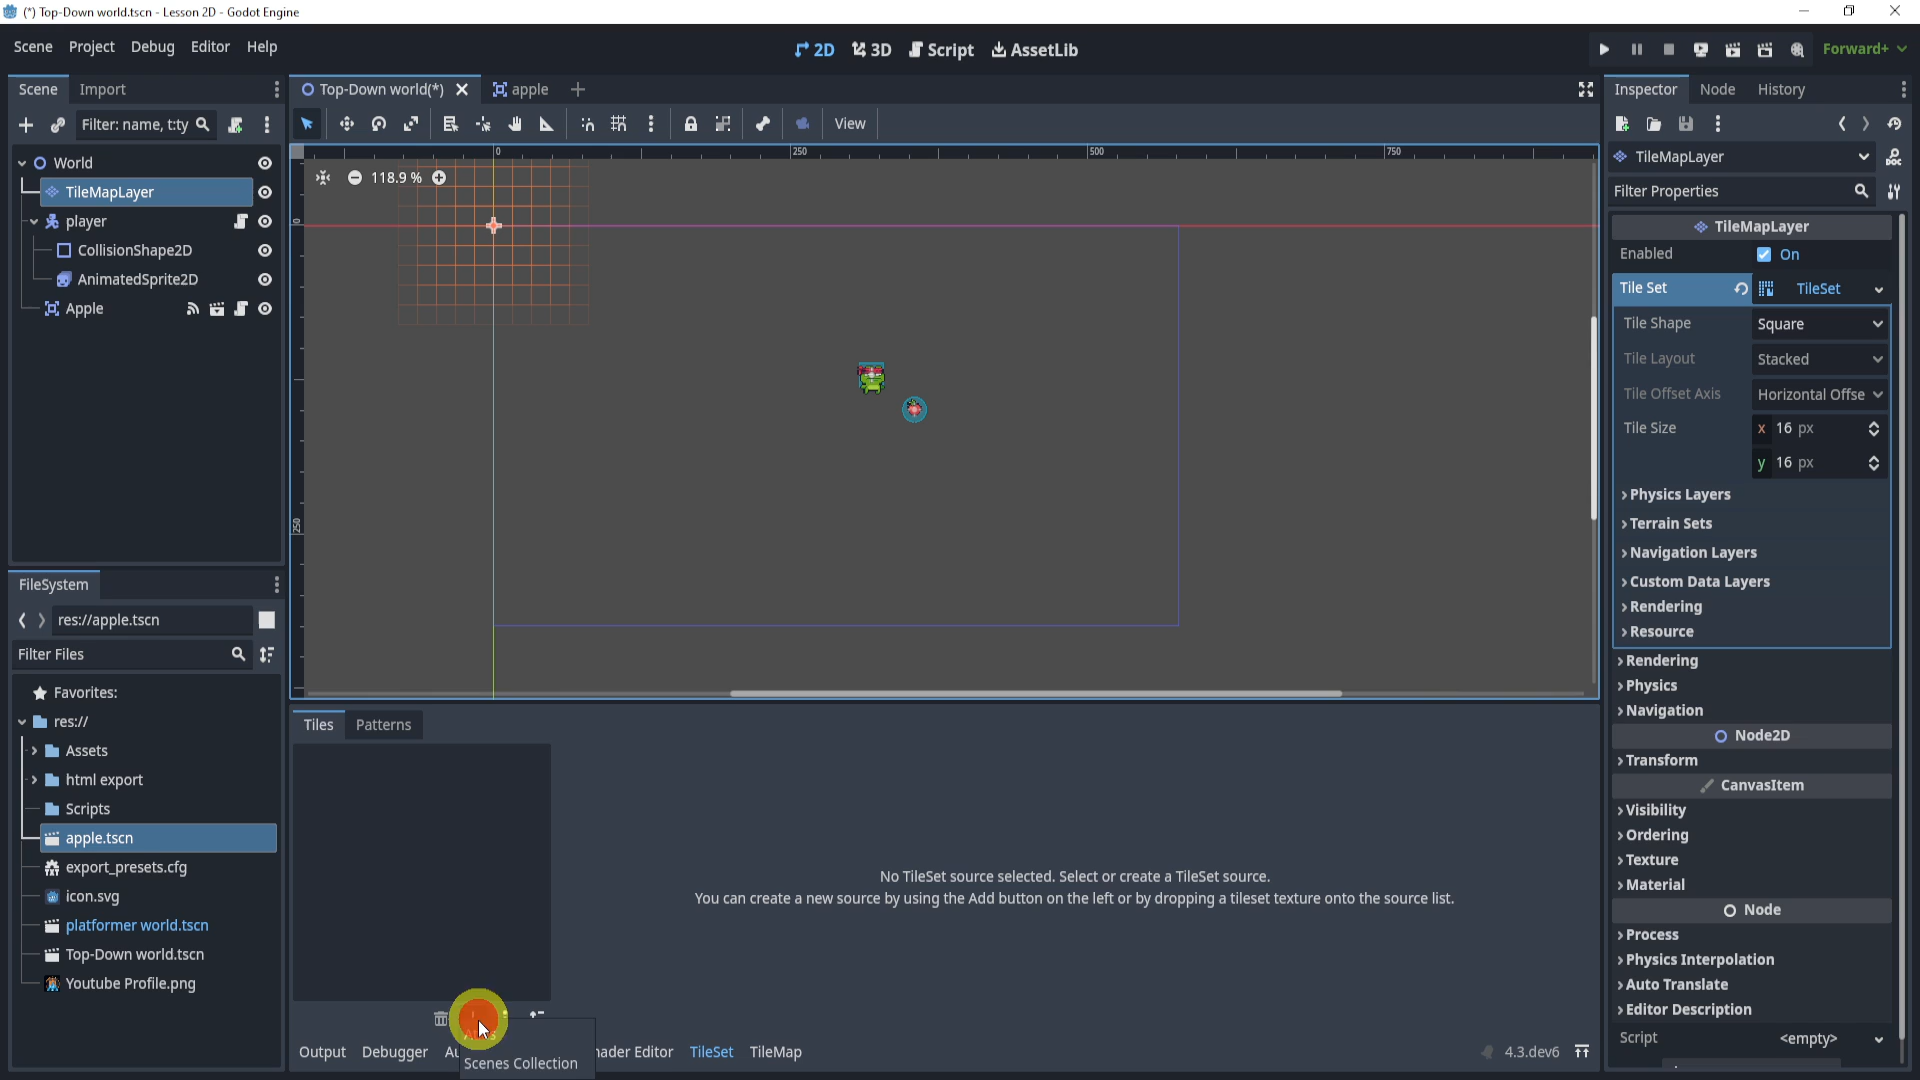 (*) Top-Down world.tscn - Lesson 2D - Godot Engine
Scene Project Debug Editor Help
2D 3D Script AssetLib
Forward+
Scene Import
Top-Down world(*) apple
Inspector Node History
Filter: name, t:ty
View
TileMapLayer
Filter Properties
World
TileMapLayer
player
CollisionShape2D
AnimatedSprite2D
Apple
0 250 500 750
118.9 %
0
250
TileMapLayer
Enabled On
Tile Set TileSet
Tile Shape Square
Tile Layout Stacked
Tile Offset Axis Horizontal Offse
Tile Size x 16 px
y 16 px
Physics Layers
Terrain Sets
Navigation Layers
Custom Data Layers
Rendering
Resource
Rendering
Physics
Navigation
Node2D
Transform
CanvasItem
Visibility
Ordering
Texture
Material
Node
Process
Physics Interpolation
Auto Translate
Editor Description
Script <empty>
FileSystem
res://apple.tscn
Filter Files
Favorites:
res://
Assets
html export
Scripts
apple.tscn
export_presets.cfg
icon.svg
platformer world.tscn
Top-Down world.tscn
Youtube Profile.png
Tiles Patterns
No TileSet source selected. Select or create a TileSet source.
You can create a new source by using the Add button on the left or by dropping a tileset texture onto the source list.
Scenes Collection
Output Debugger Au ader Editor TileSet TileMap
4.3.dev6